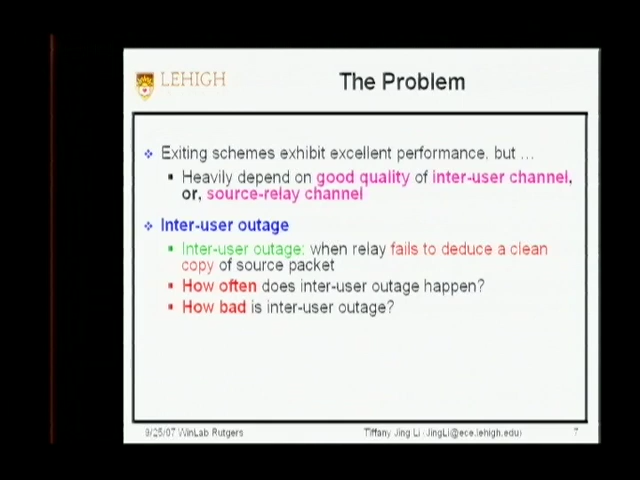 LEHIGH
The Problem
Exiting schemes exhibit excellent performance, but ...
Heavily depend on good quality of inter-user channel,
or, source-relay channel
Inter-user outage
Inter-user outage: when relay fails to deduce a clean
copy of source packet
How often does inter-user outage happen?
How bad is inter-user outage?
9/25/07 WinLab Rutgers
Tiffany Jing Li (JingLi@ece.lehigh.edu)
7